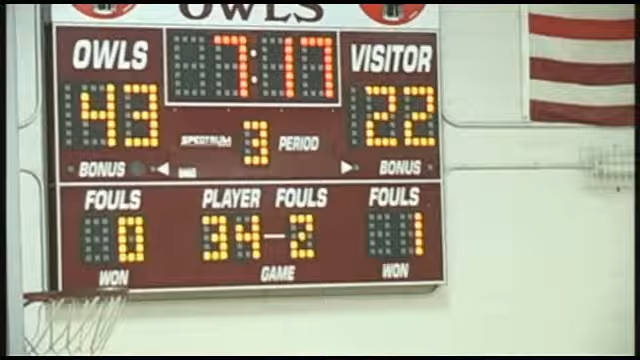 OWLS
OWLS 7:17 VISITOR
43 22
SPECTRUM 3 PERIOD
BONUS BONUS
FOULS PLAYER FOULS FOULS
0 34-2 1
WON GAME WON